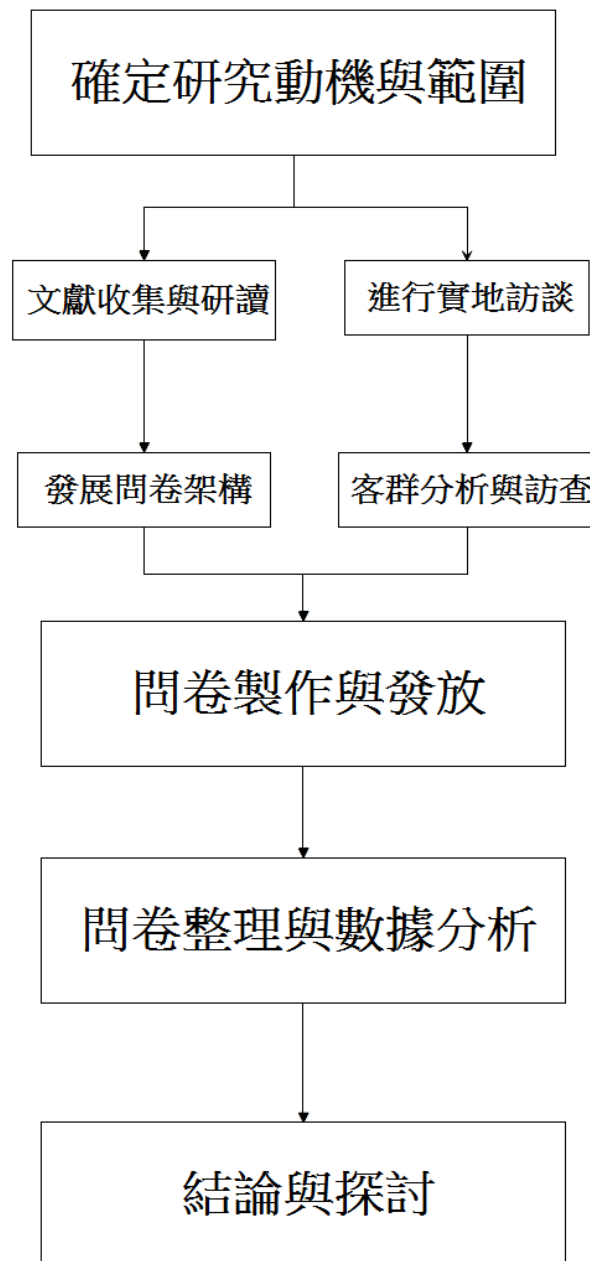 確定研究動機與範圍
文獻收集與研讀
進行實地訪談
發展問卷架構
客群分析與訪查
問卷製作與發放
問卷整理與數據分析
結論與探討